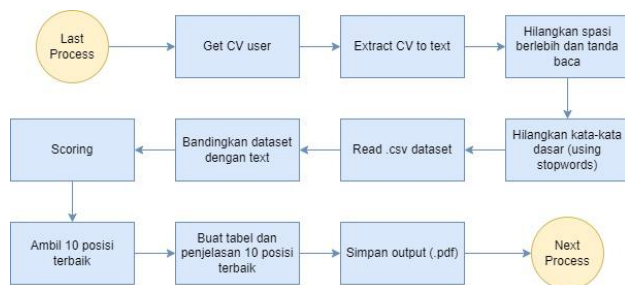 Last
Process
Get CV user
Extract CV to text
Hilangkan spasi
berlebih dan tanda
baca
Hilangkan kata-kata
dasar (using
stopwords)
Read .csv dataset
Bandingkan dataset
dengan text
Scoring
Ambil 10 posisi
terbaik
Buat tabel dan
penjelasan 10 posisi
terbaik
Simpan output (.pdf)
Next
Process